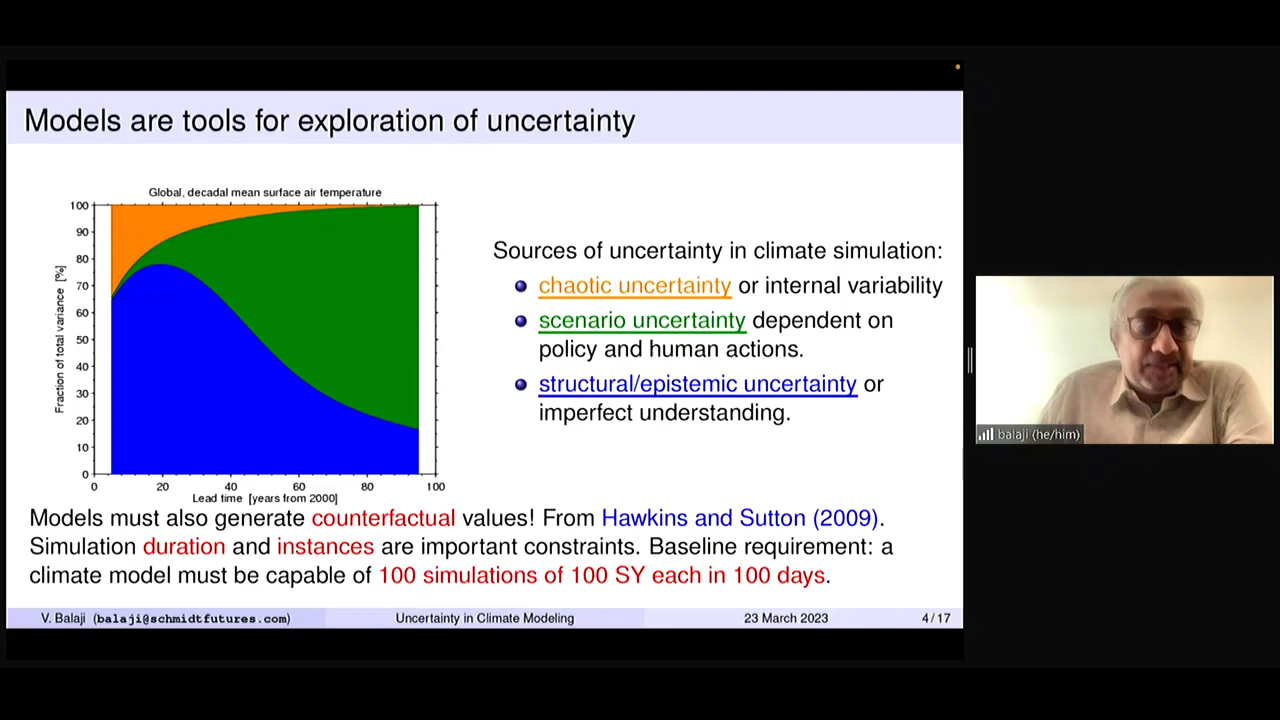 Models are tools for exploration of uncertainty
Global, decadal mean surface air temperature
Fraction of total variance [%]
100
90
80
70
60
50
40
30
20
10
0
0 20 40 60 80 100
Lead time [years from 2000]
Sources of uncertainty in climate simulation:
chaotic uncertainty or internal variability
scenario uncertainty dependent on
policy and human actions.
structural/epistemic uncertainty or
imperfect understanding.
Models must also generate counterfactual values! From Hawkins and Sutton (2009).
Simulation duration and instances are important constraints. Baseline requirement: a
climate model must be capable of 100 simulations of 100 SY each in 100 days.
V. Balaji (balaji@schmidtfutures.com) Uncertainty in Climate Modeling 23 March 2023 4/17
balaji (he/him)